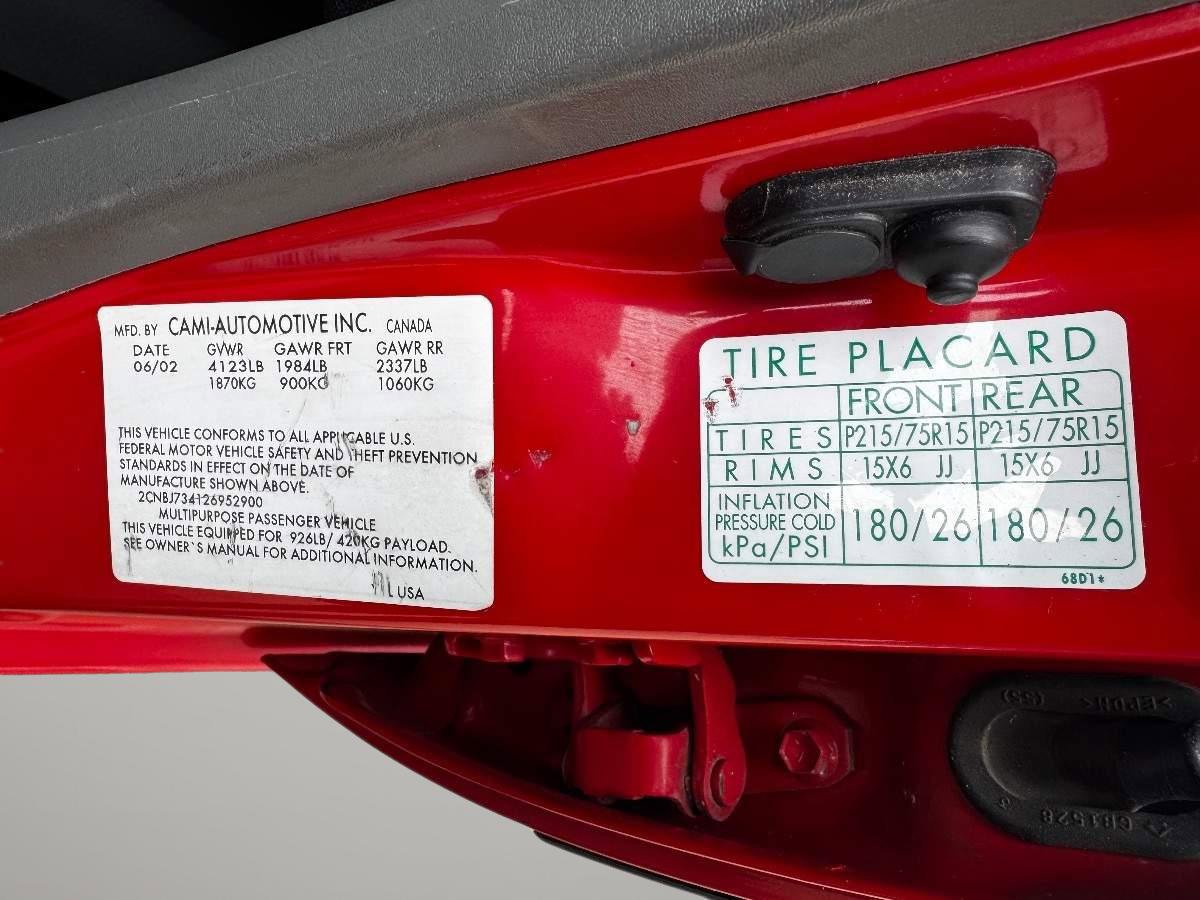 MFD. BY CAMI-AUTOMOTIVE INC. CANADA
DATE GVWR GAWR FRT GAWR RR
06/02 4123LB 1984LB 2337LB
1870KG 900KG 1060KG
THIS VEHICLE CONFORMS TO ALL APPLICABLE U.S.
FEDERAL MOTOR VEHICLE SAFETY AND THEFT PREVENTION
STANDARDS IN EFFECT ON THE DATE OF
MANUFACTURE SHOWN ABOVE.
2CNBJ734126952900
MULTIPURPOSE PASSENGER VEHICLE
THIS VEHICLE EQUIPPED FOR 926LB/ 420KG PAYLOAD.
SEE OWNER`S MANUAL FOR ADDITIONAL INFORMATION.
USA
TIRE PLACARD
FRONT REAR
TIRES P215/75R15 P215/75R15
RIMS 15X6 JJ 15X6 JJ
INFLATION
PRESSURE COLD
kPa/PSI 180/26 180/26
68D1*
>EPDM<
(SS)
GB1528